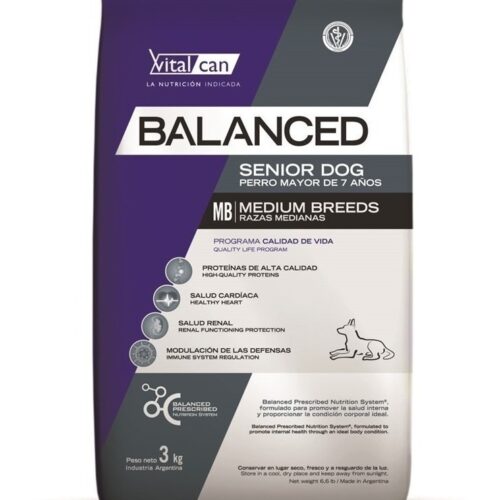 Vital can
LA NUTRICIÓN INDICADA
BALANCED
SENIOR DOG
PERRO MAYOR DE 7 AÑOS
MB MEDIUM BREEDS
RAZAS MEDIANAS
PROGRAMA CALIDAD DE VIDA
QUALITY LIFE PROGRAM
PROTEÍNAS DE ALTA CALIDAD
HIGH-QUALITY PROTEINS
SALUD CARDÍACA
HEALTHY HEART
SALUD RENAL
RENAL FUNCTIONING PROTECTION
MODULACIÓN DE LAS DEFENSAS
IMMUNE SYSTEM REGULATION
BALANCED
PRESCRIBED
NUTRITION SYSTEM
Balanced Prescribed Nutrition System®,
formulado para promover la salud interna
y proporcionar la condición corporal ideal.
Balanced Prescribed Nutrition System®, formulated to
promote internal health through an ideal body condition.
Peso neto 3 kg
Industria Argentina
Conservar en lugar seco, fresco y a resguardo de la luz.
Store in a cool, dry place and keep away from sunlight.
Net weight 6,6 lb / Made in Argentina